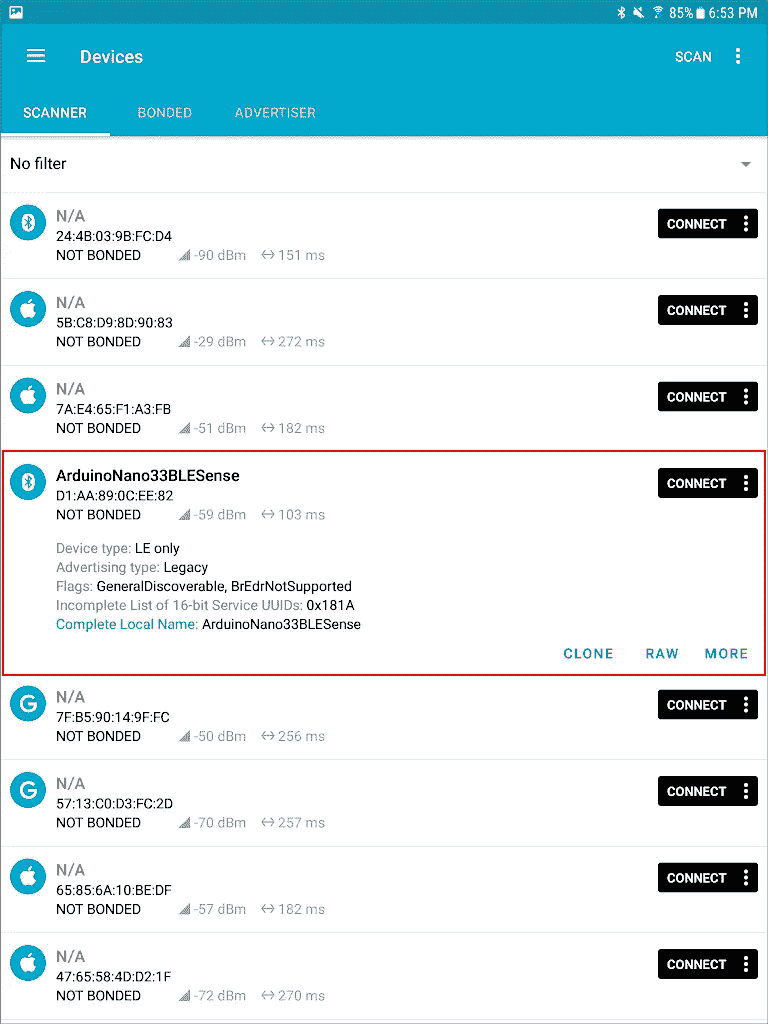 85% 6:53 PM
Devices SCAN
SCANNER BONDED ADVERTISER
No filter
N/A
24:4B:03:9B:FC:D4
NOT BONDED -90 dBm 151 ms
CONNECT
N/A
5B:C8:D9:8D:90:83
NOT BONDED -29 dBm 272 ms
CONNECT
N/A
7A:E4:65:F1:A3:FB
NOT BONDED -51 dBm 182 ms
CONNECT
ArduinoNano33BLESense
D1:AA:89:0C:EE:82
NOT BONDED -59 dBm 103 ms
CONNECT
Device type: LE only
Advertising type: Legacy
Flags: GeneralDiscoverable, BrEdrNotSupported
Incomplete List of 16-bit Service UUIDs: 0x181A
Complete Local Name: ArduinoNano33BLESense
CLONE RAW MORE
N/A
7F:B5:90:14:9F:FC
NOT BONDED -50 dBm 256 ms
CONNECT
N/A
57:13:C0:D3:FC:2D
NOT BONDED -70 dBm 257 ms
CONNECT
N/A
65:85:6A:10:BE:DF
NOT BONDED -57 dBm 182 ms
CONNECT
N/A
47:65:58:4D:D2:1F
NOT BONDED -72 dBm 270 ms
CONNECT